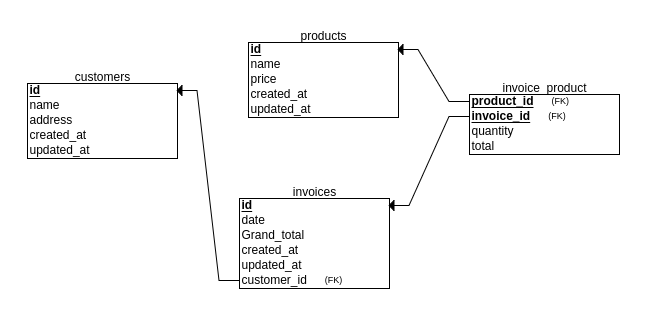 products
id
name
price
created_at
updated_at
customers
id
name
address
created_at
updated_at
invoice_product
product_id (FK)
invoice_id (FK)
quantity
total
invoices
id
date
Grand_total
created_at
updated_at
customer_id (FK)